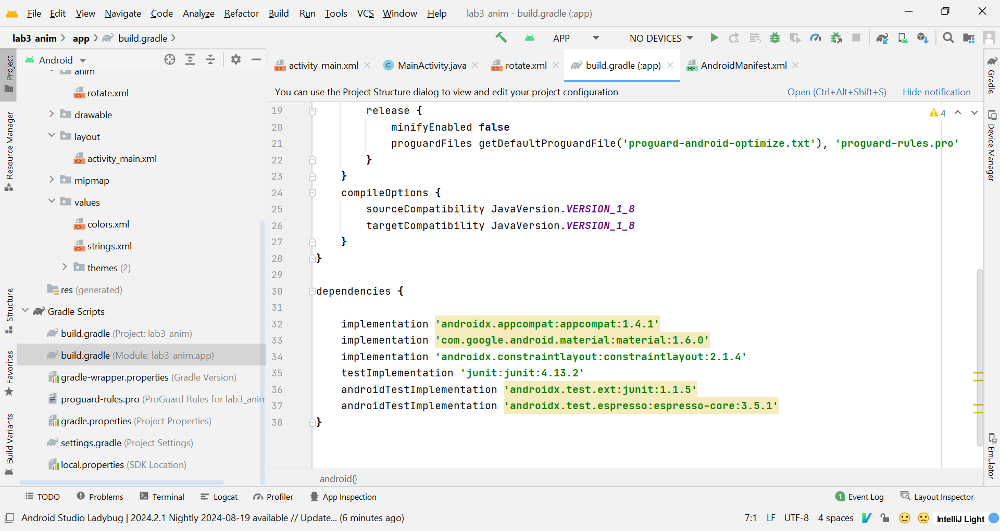 File Edit View Navigate Code Analyze Refactor Build Run Tools VCS Window Help lab3_anim - build.gradle (:app)
lab3_anim app build.gradle APP NO DEVICES
Project
Resource Manager
Structure
Favorites
Build Variants
Android
anim
rotate.xml
drawable
layout
activity_main.xml
mipmap
values
colors.xml
strings.xml
themes (2)
res (generated)
Gradle Scripts
build.gradle (Project: lab3_anim)
build.gradle (Module: lab3_anim.app)
gradle-wrapper.properties (Gradle Version)
proguard-rules.pro (ProGuard Rules for lab3_anim
gradle.properties (Project Properties)
settings.gradle (Project Settings)
local.properties (SDK Location)
activity_main.xml MainActivity.java rotate.xml build.gradle (:app) AndroidManifest.xml
You can use the Project Structure dialog to view and edit your project configuration Open (Ctrl+Alt+Shift+S) Hide notification
4
19 release {
20 minifyEnabled false
21 proguardFiles getDefaultProguardFile('proguard-android-optimize.txt'), 'proguard-rules.pro'
22 }
23 }
24 compileOptions {
25 sourceCompatibility JavaVersion.VERSION_1_8
26 targetCompatibility JavaVersion.VERSION_1_8
27 }
28 }
29
30 dependencies {
31
32 implementation 'androidx.appcompat:appcompat:1.4.1'
33 implementation 'com.google.android.material:material:1.6.0'
34 implementation 'androidx.constraintlayout:constraintlayout:2.1.4'
35 testImplementation 'junit:junit:4.13.2'
36 androidTestImplementation 'androidx.test.ext:junit:1.1.5'
37 androidTestImplementation 'androidx.test.espresso:espresso-core:3.5.1'
38 }
android{}
Gradle
Device Manager
Emulator
TODO Problems Terminal Logcat Profiler App Inspection 1 Event Log Layout Inspector
Android Studio Ladybug | 2024.2.1 Nightly 2024-08-19 available // Update... (6 minutes ago) 7:1 LF UTF-8 4 spaces IntelliJ Light